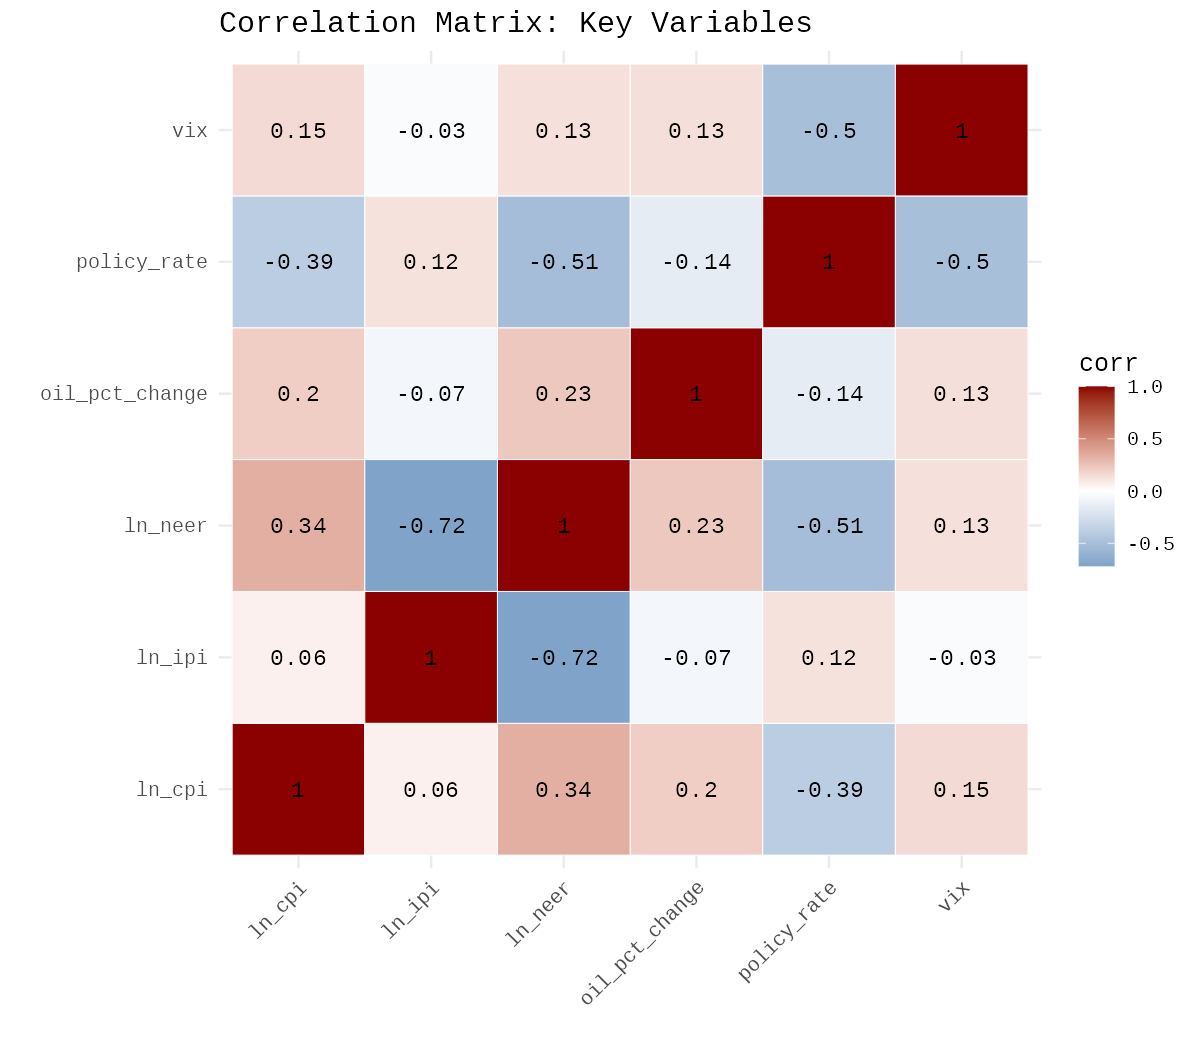 Correlation Matrix: Key Variables
vix 0.15 -0.03 0.13 0.13 -0.5 1
policy_rate -0.39 0.12 -0.51 -0.14 1 -0.5
oil_pct_change 0.2 -0.07 0.23 1 -0.14 0.13
ln_neer 0.34 -0.72 1 0.23 -0.51 0.13
ln_ipi 0.06 1 -0.72 -0.07 0.12 -0.03
ln_cpi 1 0.06 0.34 0.2 -0.39 0.15
ln_cpi ln_ipi ln_neer oil_pct_change policy_rate vix
corr
1.0
0.5
0.0
-0.5